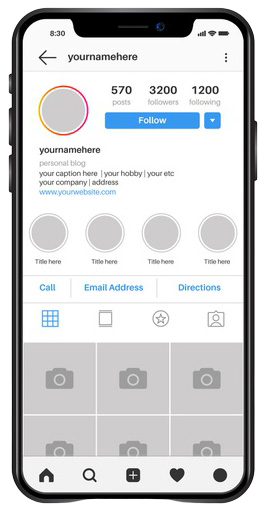 8:30
yournamehere
570 3200 1200
posts followers following
Follow
yournamehere
personal blog
your caption here | your hobby | your etc
your company | address
www.yourwebsite.com
Title here Title here Title here Title here
Call Email Address Directions